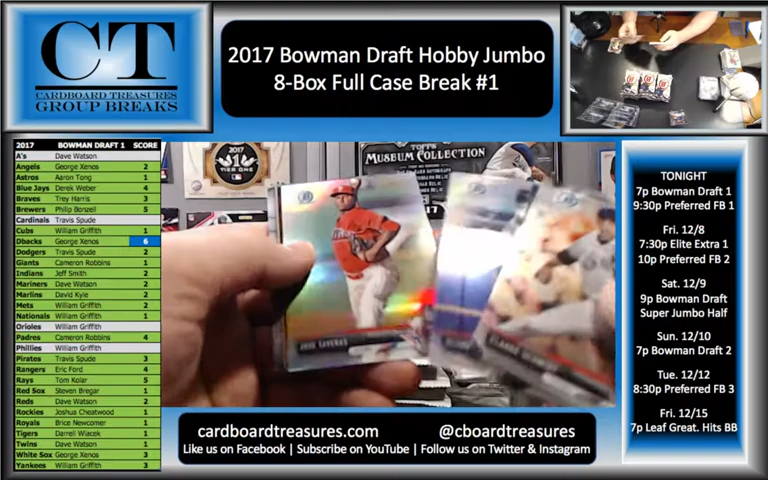 CT
CARDBOARD TREASURES
GROUP BREAKS
2017 Bowman Draft Hobby Jumbo
8-Box Full Case Break #1
2017 BOWMAN DRAFT 1 SCORE
A's Dave Watson
Angels George Xenos 2
Astros Aaron Tong 1
Blue Jays Derek Weber 4
Braves Trey Harris 3
Brewers Philip Bonzell 5
Cardinals Travis Spude
Cubs William Griffith 1
Dbacks George Xenos 6
Dodgers Travis Spude 2
Giants Cameron Robbins 1
Indians Jeff Smith 2
Mariners Dave Watson 2
Marlins David Kyle 2
Mets William Griffith 2
Nationals William Griffith 1
Orioles William Griffith
Padres Cameron Robbins 4
Phillies William Griffith
Pirates Travis Spude 3
Rangers Eric Ford 4
Rays Tom Kolar 5
Red Sox Steven Bregar 1
Reds Dave Watson 2
Rockies Joshua Cheatwood 1
Royals Brice Newcomer 1
Tigers Darrell Wiacek 1
Twins Dave Watson 1
White Sox George Xenos 3
Yankees William Griffith 3
2017
TIER ONE
TOPPS
MUSEUM COLLECTION
TONIGHT
7p Bowman Draft 1
9:30p Preferred FB 1
Fri. 12/8
7:30p Elite Extra 1
10p Preferred FB 2
Sat. 12/9
9p Bowman Draft
Super Jumbo Half
Sun. 12/10
7p Bowman Draft 2
Tue. 12/12
8:30p Preferred FB 3
Fri. 12/15
7p Leaf Great. Hits BB
cardboardtreasures.com @cboardtreasures
Like us on Facebook | Subscribe on YouTube | Follow us on Twitter & Instagram